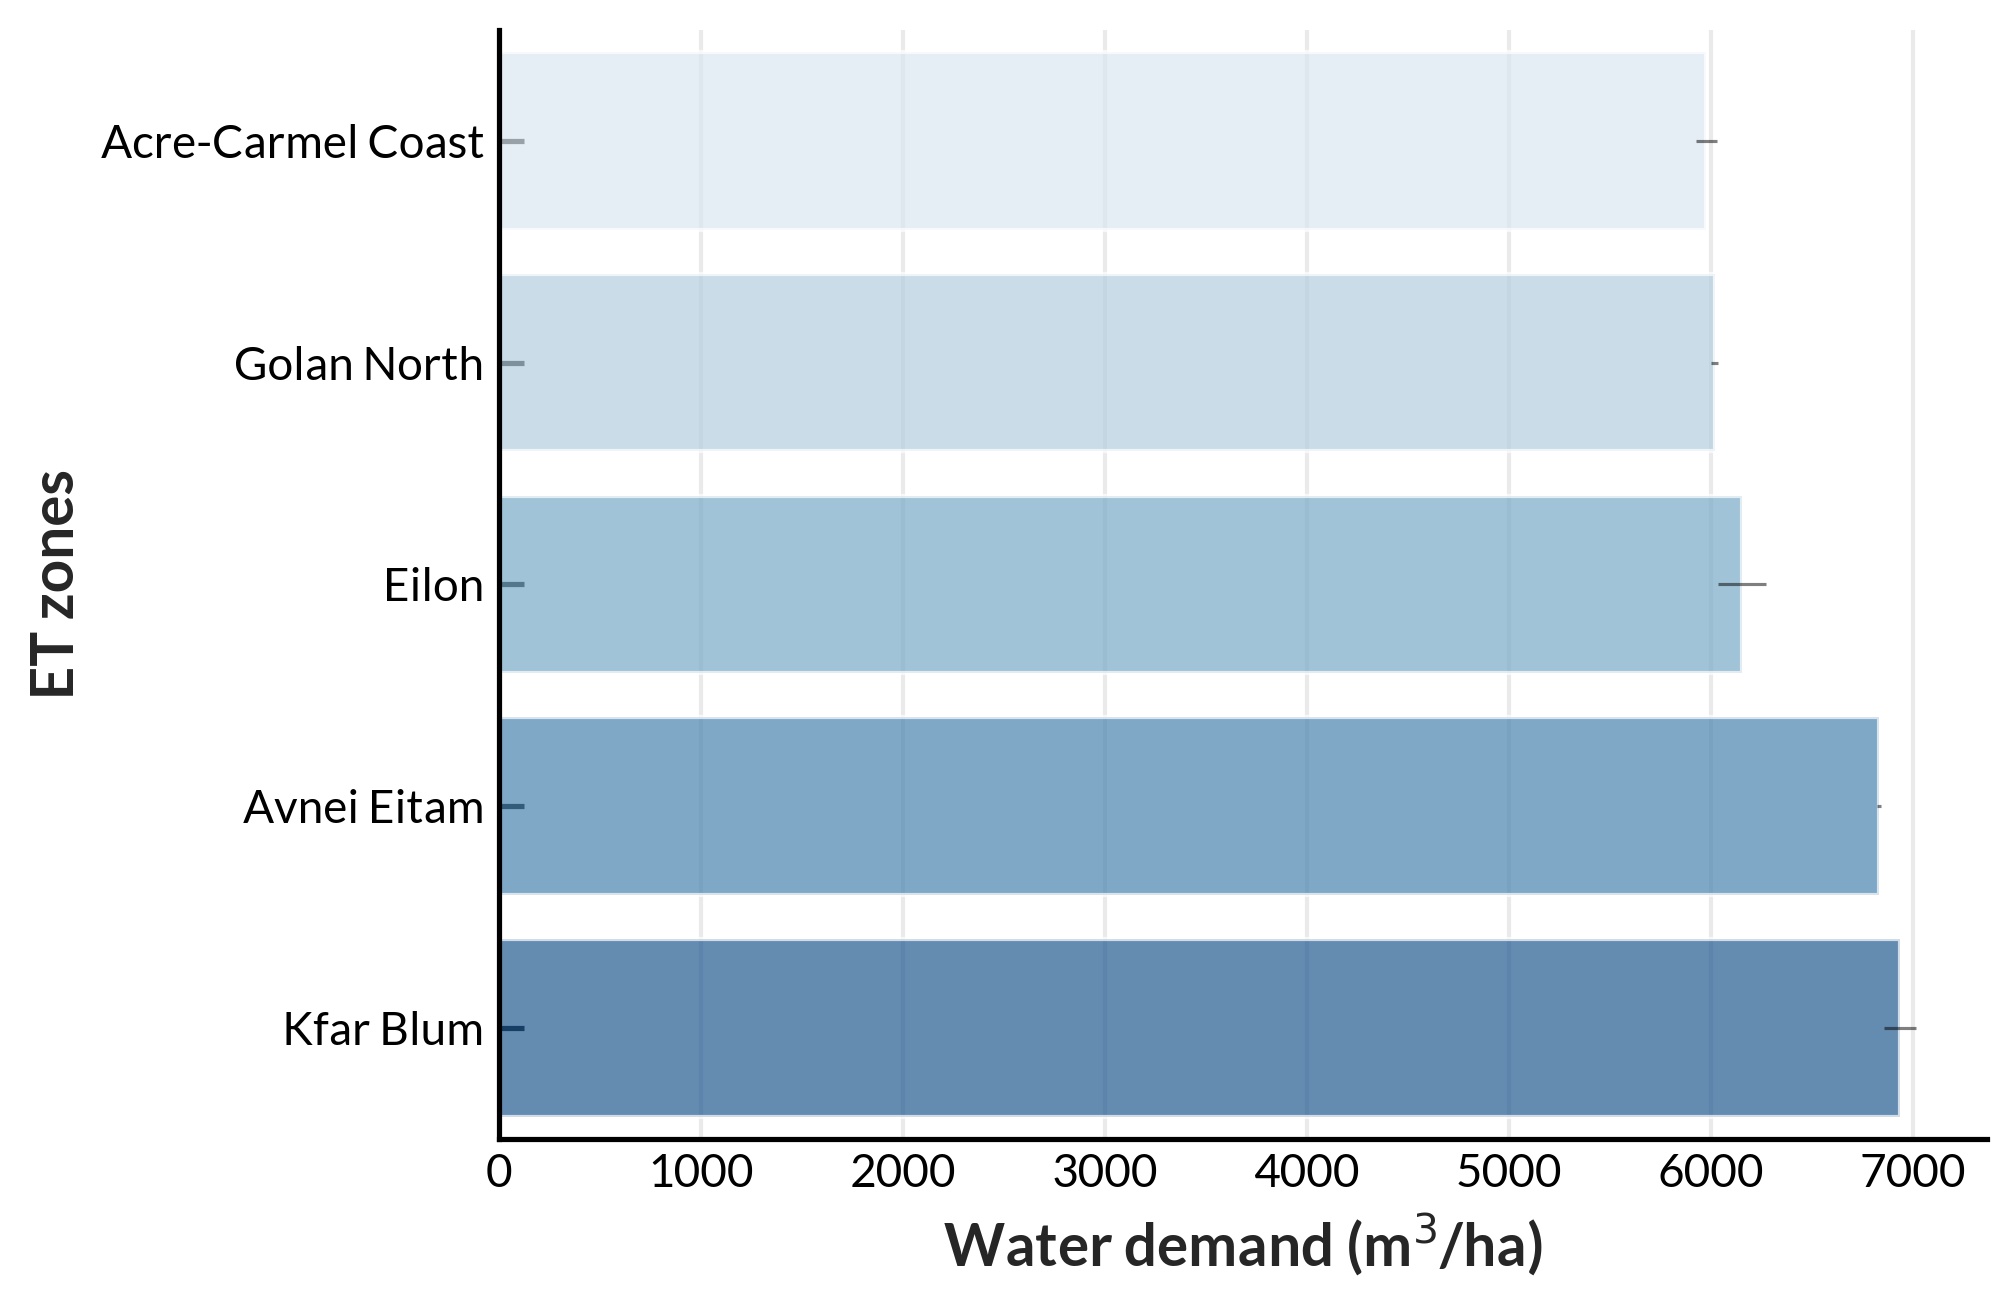 Acre-Carmel Coast
Golan North
Eilon
Avnei Eitam
Kfar Blum
ET zones
0 1000 2000 3000 4000 5000 6000 7000
Water demand (m³/ha)